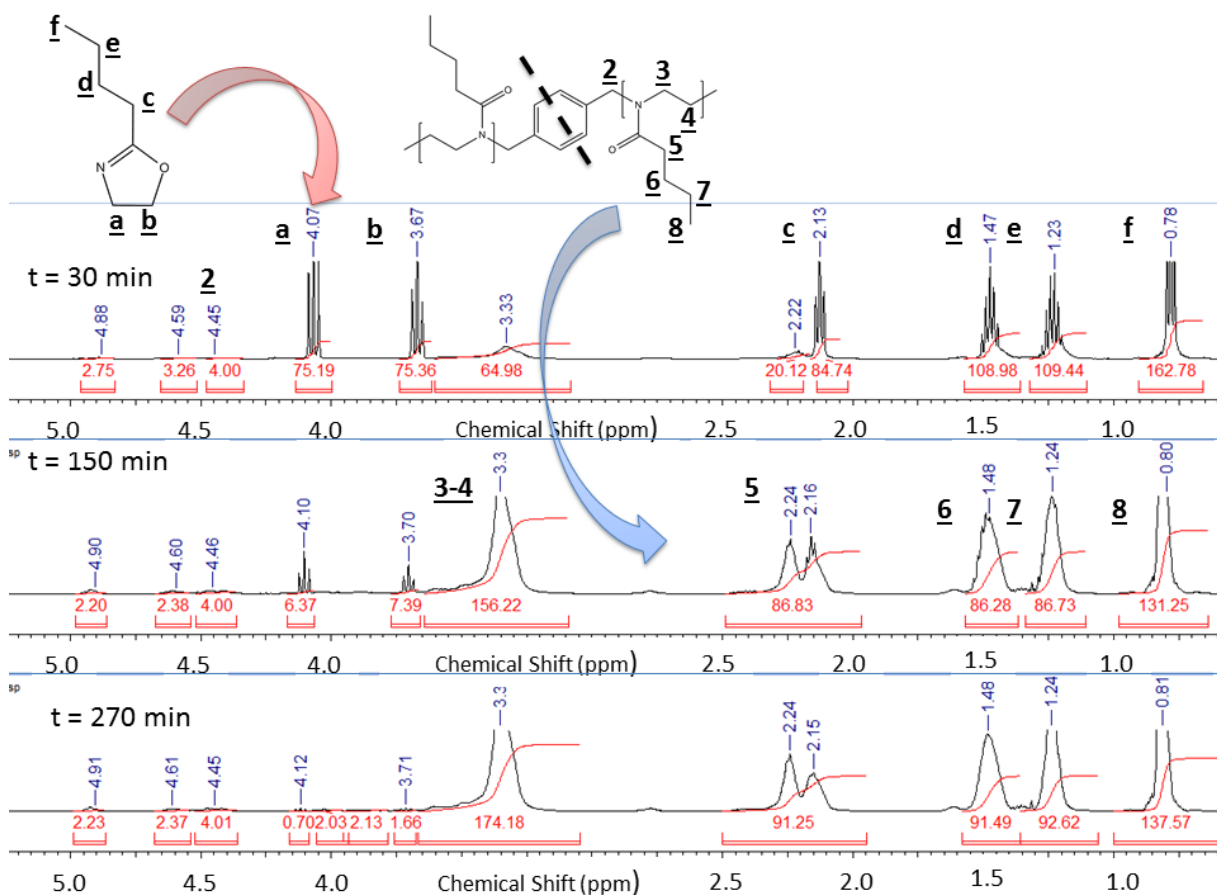 f
e
d
c
N
O
a
b
O
N
N
O
2
3
4
5
6
7
8
t = 30 min
2
a
b
c
d
e
f
4.88
4.59
4.45
4.07
3.67
3.33
2.22
2.13
1.47
1.23
0.78
2.75 3.26 4.00 75.19 75.36 64.98 20.12 84.74 108.98 109.44 162.78
5.0 4.5 4.0 Chemical Shift (ppm) 2.5 2.0 1.5 1.0
sp
t = 150 min
3-4
5
6
7
8
4.90
4.60
4.46
4.10
3.70
3.3
2.24
2.16
1.48
1.24
0.80
2.20 2.38 4.00 6.37 7.39 156.22 86.83 86.28 86.73 131.25
5.0 4.5 4.0 Chemical Shift (ppm) 2.5 2.0 1.5 1.0
sp
t = 270 min
4.91
4.61
4.45
4.12
3.71
3.3
2.24
2.15
1.48
1.24
0.81
2.23 2.37 4.01 0.70 2.03 2.13 1.66 174.18 91.25 91.49 92.62 137.57
5.0 4.5 4.0 Chemical Shift (ppm) 2.5 2.0 1.5 1.0